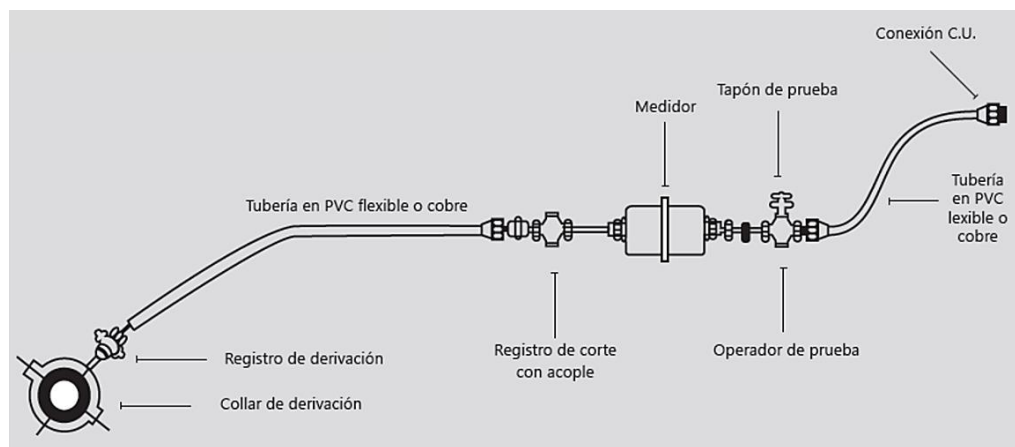 Conexión C.U.
Tapón de prueba
Medidor
Tubería en PVC flexible o cobre
Tubería
en PVC
lexible o
cobre
Registro de derivación
Registro de corte
con acople
Operador de prueba
Collar de derivación